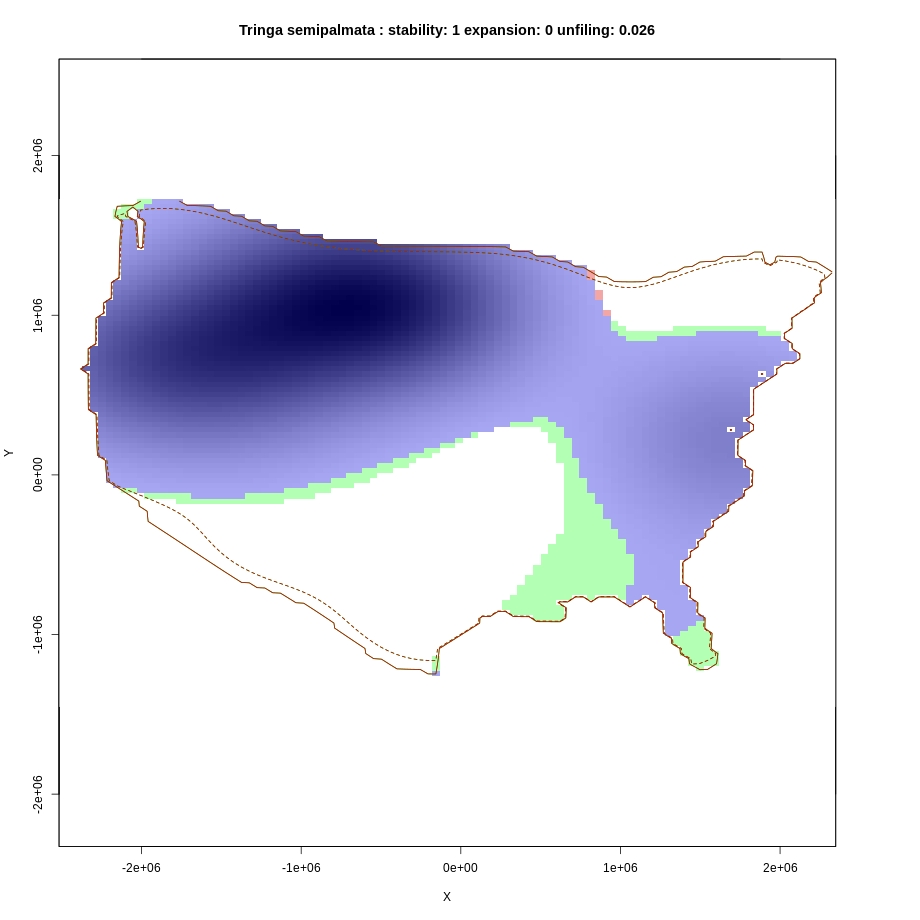 Tringa semipalmata : stability: 1 expansion: 0 unfiling: 0.026
2e+06
1e+06
Y
0e+00
-1e+06
-2e+06
-2e+06 -1e+06 0e+00 1e+06 2e+06
X